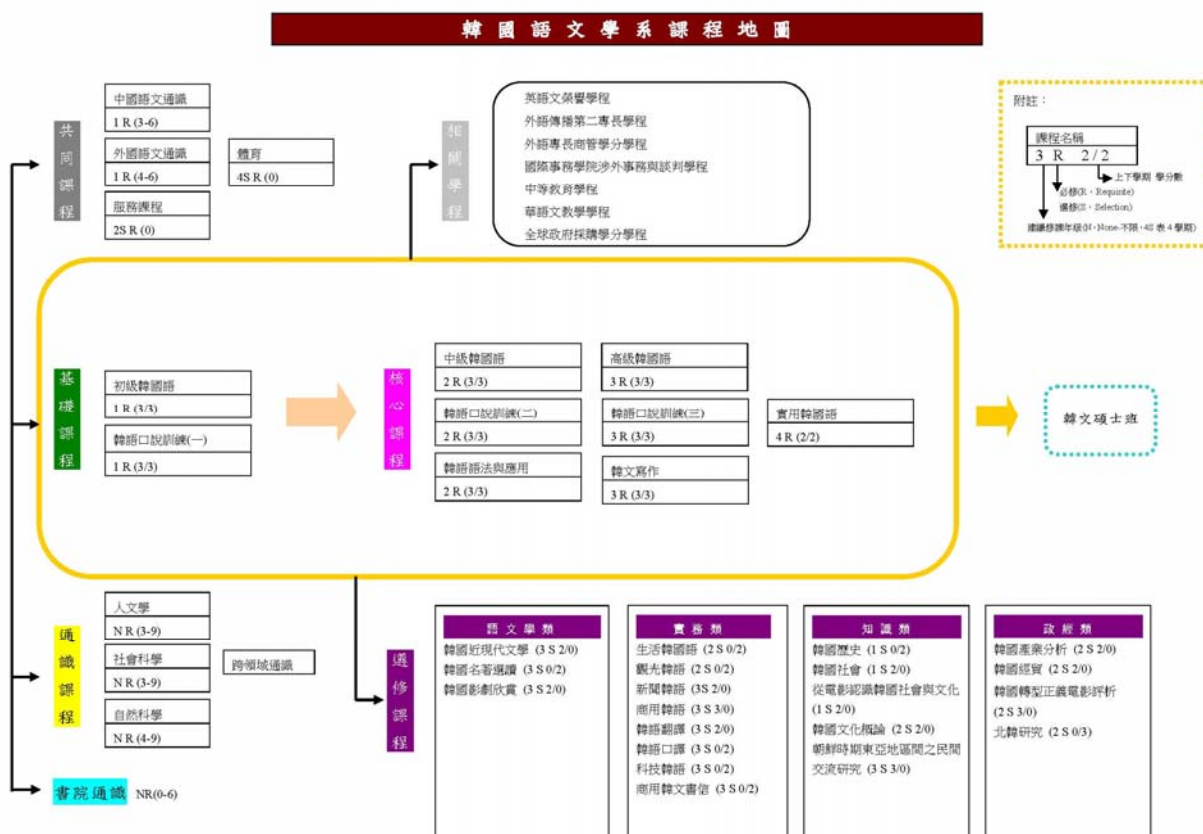 韓國語文學系課程地圖
共同課程
中國語文通識
1 R (3-6)
外國語文通識
1 R (4-6)
服務課程
2S R (0)
體育
4S R (0)
相關學程
英語文榮譽學程
外語傳播第二專長學程
外語專長商管學分學程
國際事務學院涉外事務與談判學程
中等教育學程
華語文教學學程
全球政府採購學分學程
附註：
課程名稱
3 R 2/2
上下學期 學分數
必修(R,Requisite)
選修(S,Selection)
建議修課年級(N,None-不限,4S 表 4 學期)
基礎課程
初級韓國語
1 R (3/3)
韓語口說訓練(一)
1 R (3/3)
核心課程
中級韓國語
2 R (3/3)
韓語口說訓練(二)
2 R (3/3)
韓語語法與應用
2 R (3/3)
高級韓國語
3 R (3/3)
韓語口說訓練(三)
3 R (3/3)
韓文寫作
3 R (3/3)
實用韓國語
4 R (2/2)
韓文碩士班
通識課程
人文學
N R (3-9)
社會科學
N R (3-9)
自然科學
N R (4-9)
跨領域通識
書院通識 NR(0-6)
選修課程
語文學類
韓國近現代文學 (3 S 2/0)
韓國名著選讀 (3 S 0/2)
韓國影劇欣賞 (3 S 2/0)
實務類
生活韓國語 (2 S 0/2)
觀光韓語 (2 S 0/2)
新聞韓語 (3S 2/0)
商用韓語 (3 S 3/0)
韓語翻譯 (3 S 2/0)
韓語口譯 (3 S 0/2)
科技韓語 (3 S 0/2)
商用韓文書信 (3 S 0/2)
知識類
韓國歷史 (1 S 0/2)
韓國社會 (1 S 2/0)
從電影認識韓國社會與文化
(1 S 2/0)
韓國文化概論 (2 S 2/0)
朝鮮時期東亞地區間之民間
交流研究 (3 S 3/0)
政經類
韓國產業分析 (2 S 2/0)
韓國經貿 (2 S 2/0)
韓國轉型正義電影評析
(2 S 3/0)
北韓研究 (2 S 0/3)